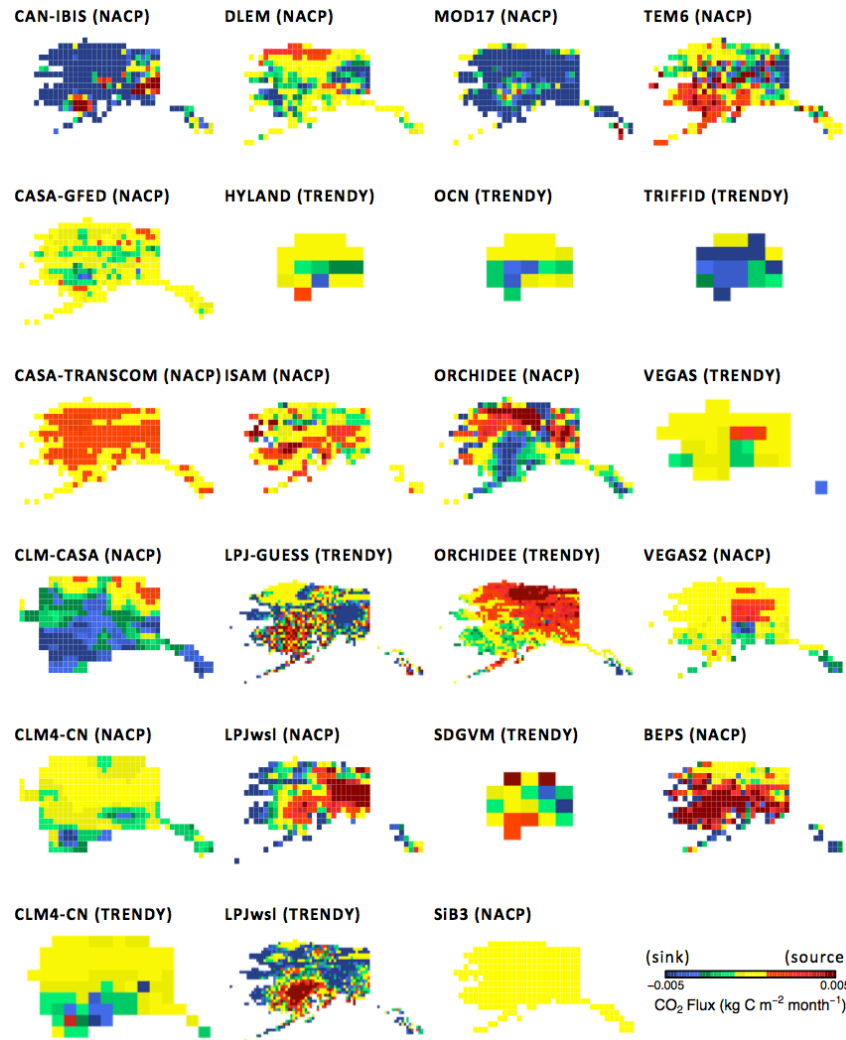 CAN-IBIS (NACP) DLEM (NACP) MOD17 (NACP) TEM6 (NACP)
CASA-GFED (NACP) HYLAND (TRENDY) OCN (TRENDY) TRIFFID (TRENDY)
CASA-TRANSCOM (NACP) ISAM (NACP) ORCHIDEE (NACP) VEGAS (TRENDY)
CLM-CASA (NACP) LPJ-GUESS (TRENDY) ORCHIDEE (TRENDY) VEGAS2 (NACP)
CLM4-CN (NACP) LPJwsl (NACP) SDGVM (TRENDY) BEPS (NACP)
CLM4-CN (TRENDY) LPJwsl (TRENDY) SiB3 (NACP)
(sink) (source)
−0.005 0.005
CO₂ Flux (kg C m⁻² month⁻¹)